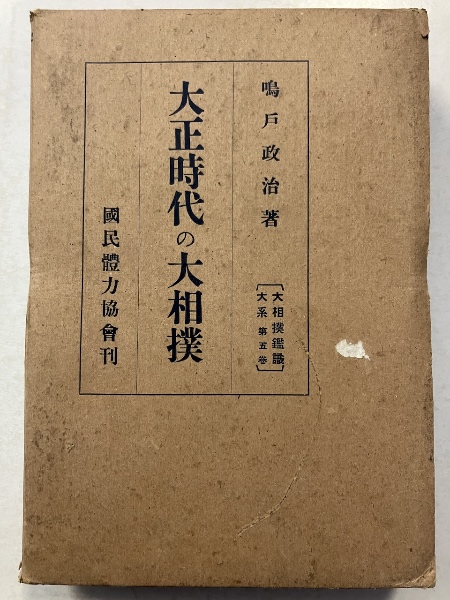 鳴戸政治著
[大相撲鑑識
大系 第五巻]
大正時代の大相撲
國民體力協會刊